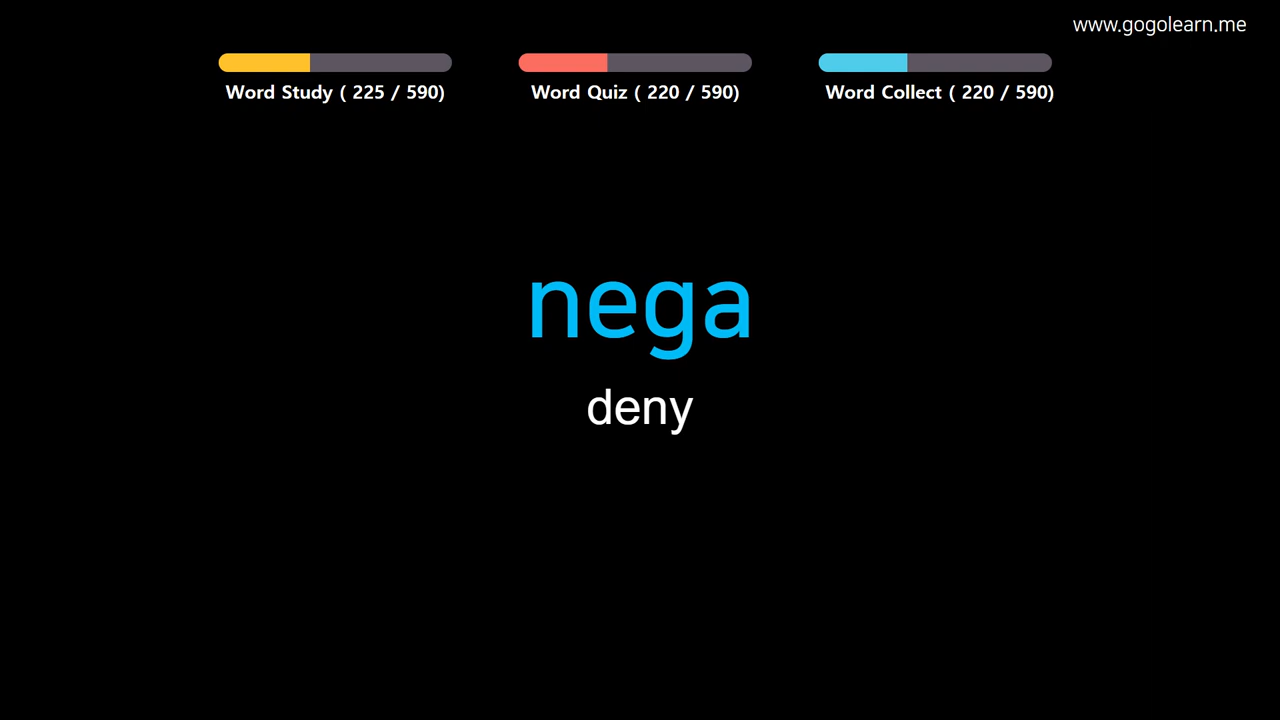 www.gogolearn.me
Word Study ( 225 / 590)
Word Quiz ( 220 / 590)
Word Collect ( 220 / 590)
nega
deny